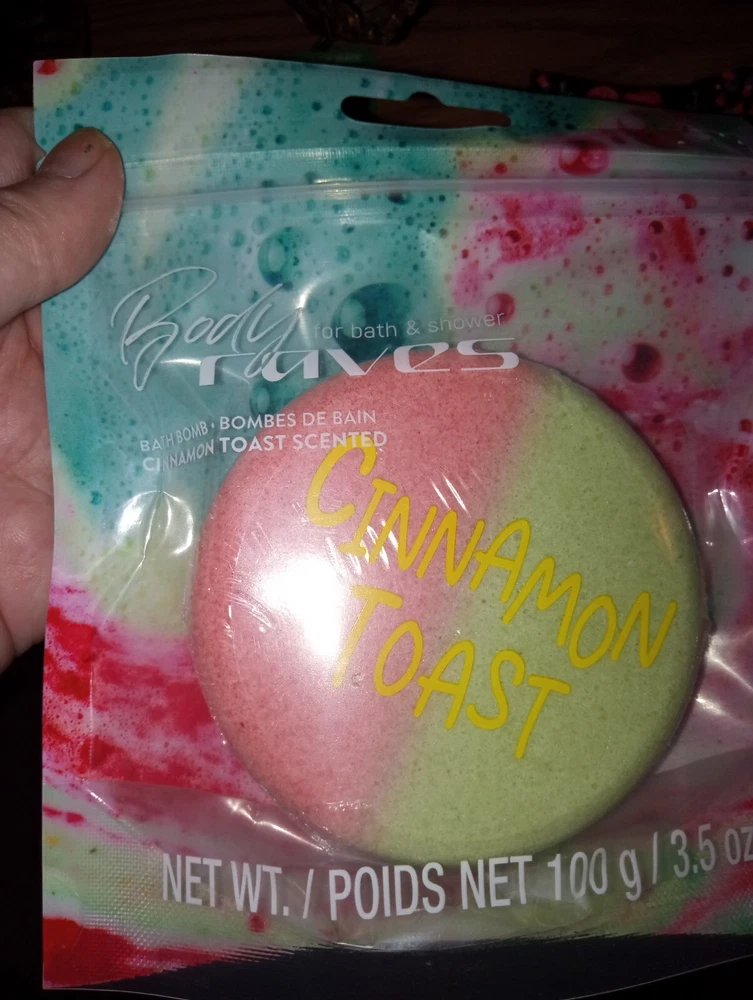 Body
for bath & shower
raves
BATH BOMB · BOMBES DE BAIN
CINNAMON TOAST SCENTED
CINNAMON
TOAST
NET WT. / POIDS NET 100 g / 3.5 oz